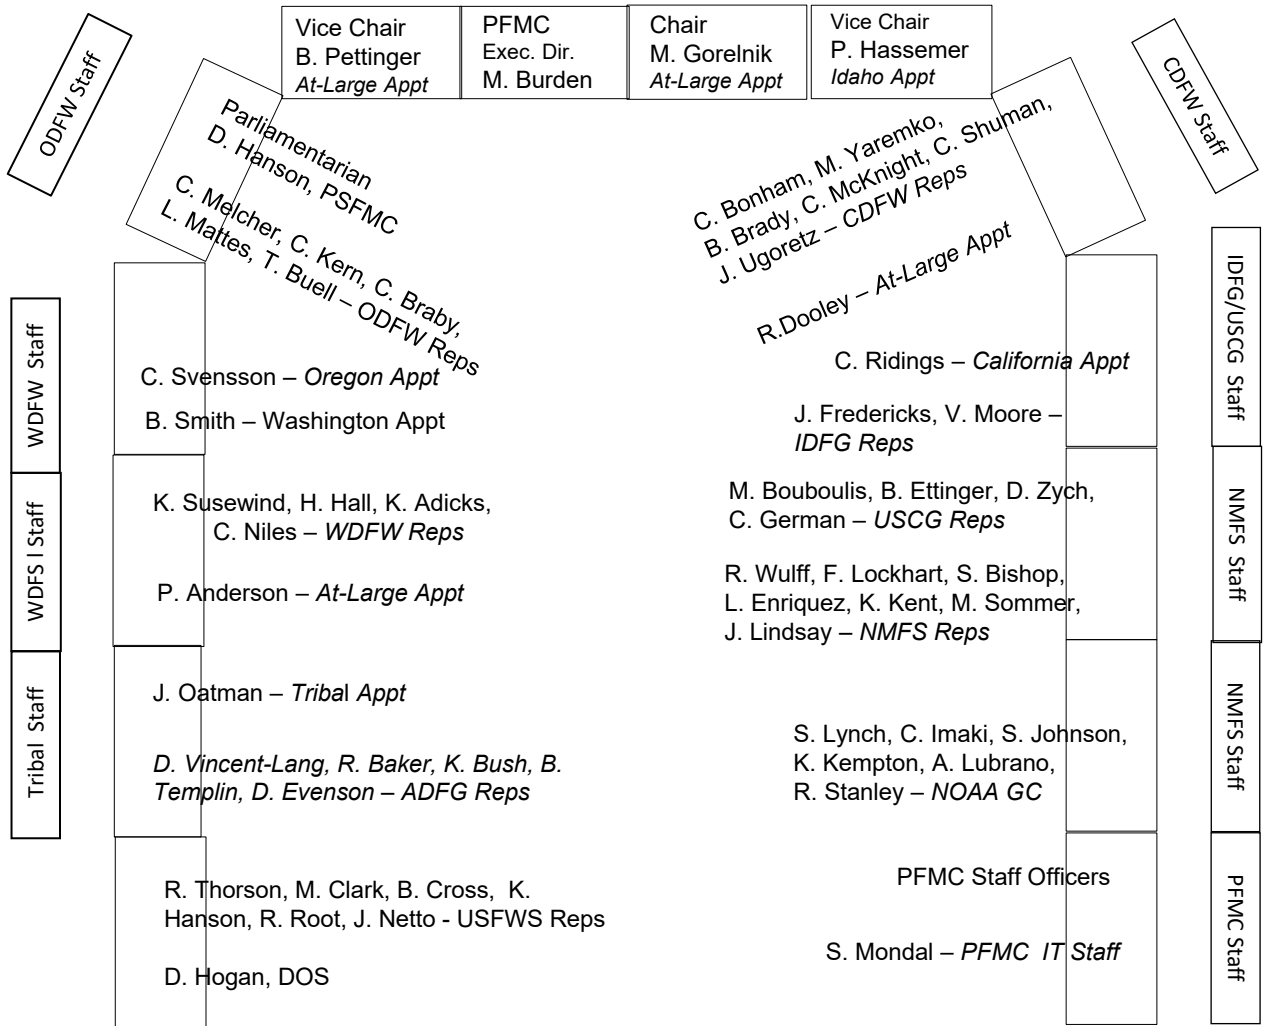 Vice Chair
B. Pettinger
At-Large Appt
PFMC
Exec. Dir.
M. Burden
Chair
M. Gorelnik
At-Large Appt
Vice Chair
P. Hassemer
Idaho Appt
ODFW Staff
CDFW Staff
Parliamentarian
D. Hanson, PSFMC
C. Melcher, C. Kern, C. Braby,
L. Mattes, T. Buell – ODFW Reps
C. Bonham, M. Yaremko,
B. Brady, C. McKnight, C. Shuman,
J. Ugoretz – CDFW Reps
R.Dooley – At-Large Appt
WDFW Staff
C. Svensson – Oregon Appt
B. Smith – Washington Appt
C. Ridings – California Appt
J. Fredericks, V. Moore –
IDFG Reps
IDFG/USCG Staff
WDFS I Staff
K. Susewind, H. Hall, K. Adicks,
C. Niles – WDFW Reps
P. Anderson – At-Large Appt
M. Bouboulis, B. Ettinger, D. Zych,
C. German – USCG Reps
R. Wulff, F. Lockhart, S. Bishop,
L. Enriquez, K. Kent, M. Sommer,
J. Lindsay – NMFS Reps
NMFS Staff
Tribal Staff
J. Oatman – Tribal Appt
D. Vincent-Lang, R. Baker, K. Bush, B.
Templin, D. Evenson – ADFG Reps
S. Lynch, C. Imaki, S. Johnson,
K. Kempton, A. Lubrano,
R. Stanley – NOAA GC
NMFS Staff
R. Thorson, M. Clark, B. Cross, K.
Hanson, R. Root, J. Netto - USFWS Reps
D. Hogan, DOS
PFMC Staff Officers
S. Mondal – PFMC IT Staff
PFMC Staff